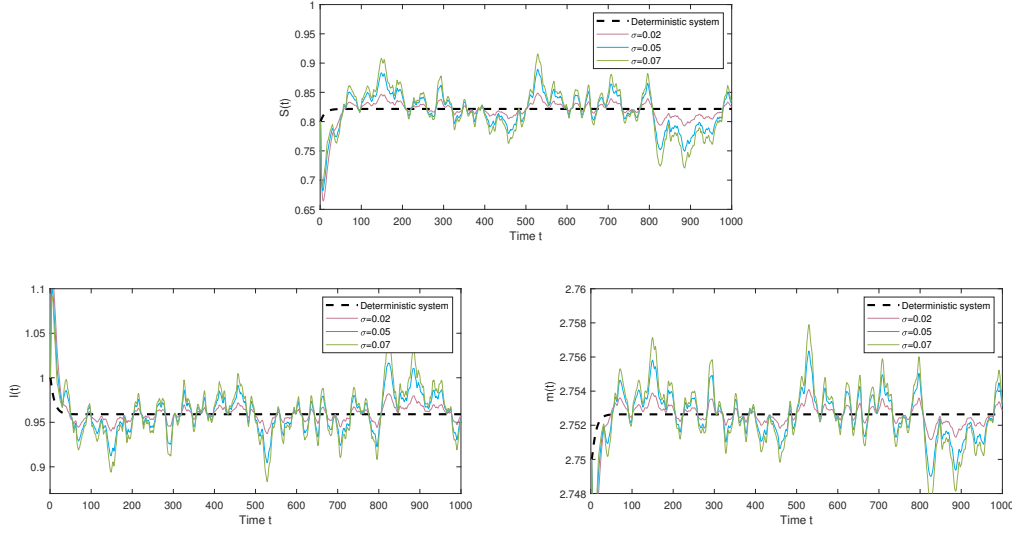 1
0.95
0.9
0.85
0.8
0.75
0.7
0.65
S(t)
0 100 200 300 400 500 600 700 800 900 1000
Time t
Deterministic system
σ=0.02
σ=0.05
σ=0.07
1.1
1.05
1
0.95
0.9
I(t)
0 100 200 300 400 500 600 700 800 900 1000
Time t
Deterministic system
σ=0.02
σ=0.05
σ=0.07
2.76
2.758
2.756
2.754
2.752
2.75
2.748
m(t)
0 100 200 300 400 500 600 700 800 900 1000
Time t
Deterministic system
σ=0.02
σ=0.05
σ=0.07